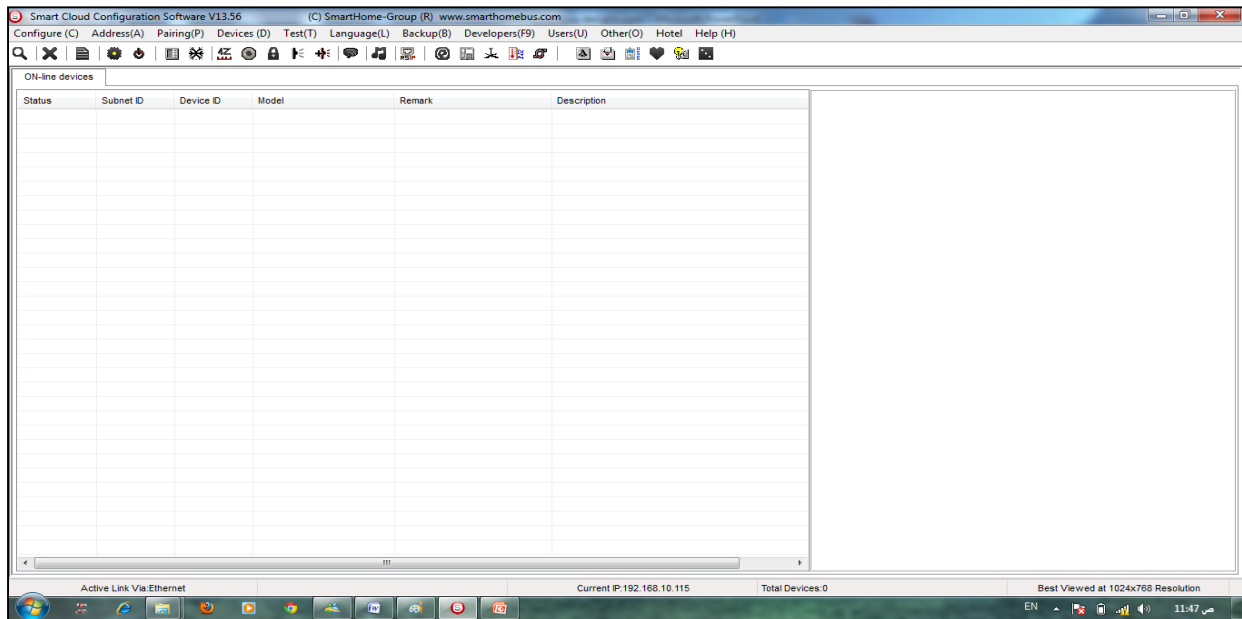 Smart Cloud Configuration Software V13.56 (C) SmartHome-Group (R) www.smarthomebus.com
Configure (C) Address(A) Pairing(P) Devices (D) Test(T) Language(L) Backup(B) Developers(F9) Users(U) Other(O) Hotel Help (H)
ON-line devices
Status Subnet ID Device ID Model Remark Description
Active Link Via:Ethernet Current IP:192.168.10.115 Total Devices:0 Best Viewed at 1024x768 Resolution
EN 11:47 ص